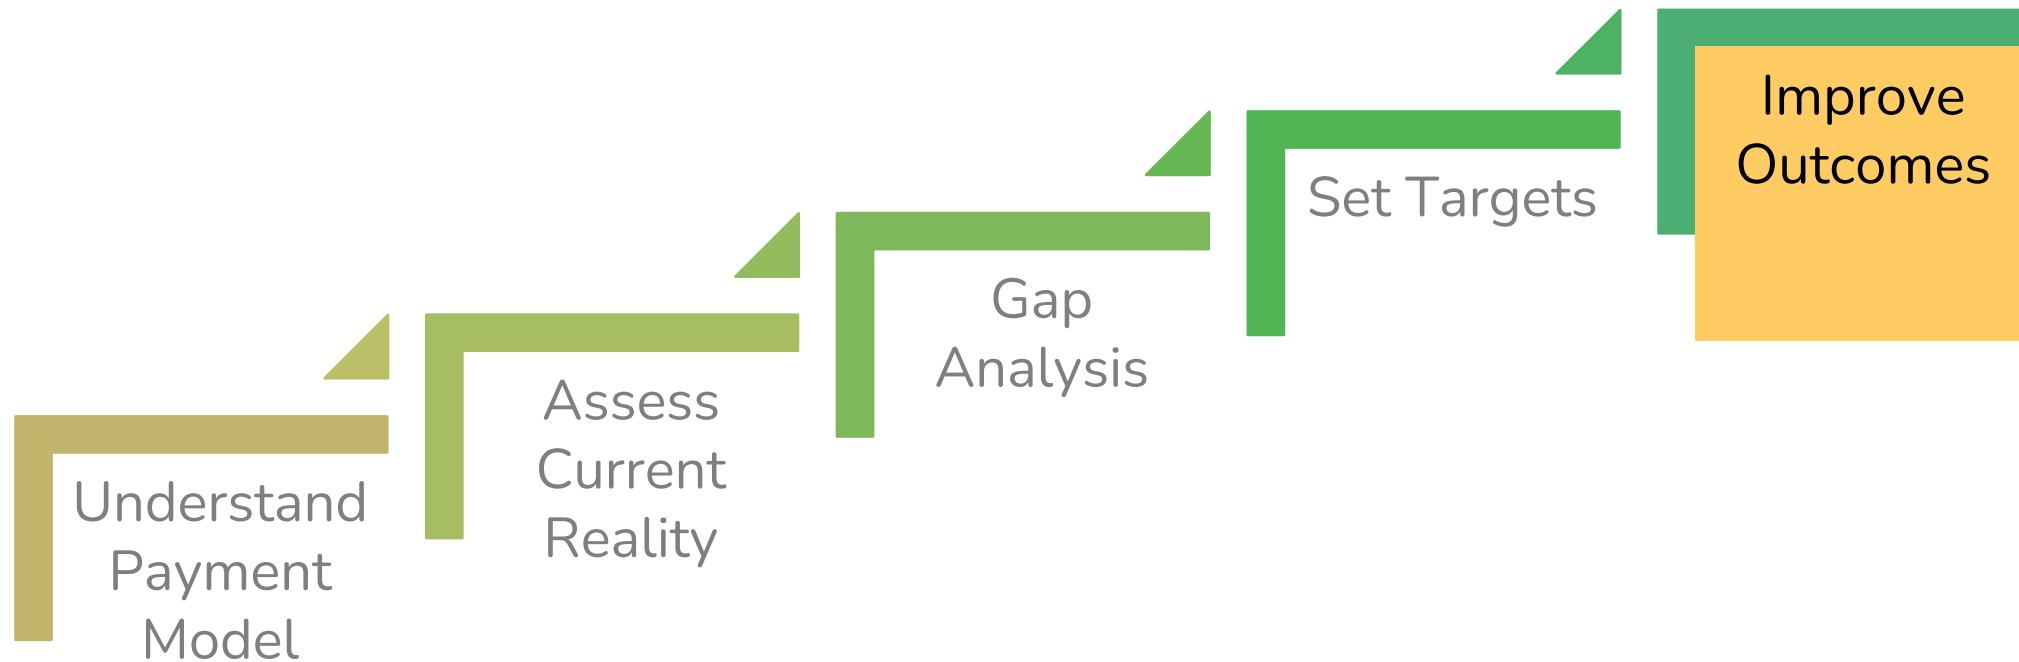 Understand
Payment
Model
Assess
Current
Reality
Gap
Analysis
Set Targets
Improve
Outcomes